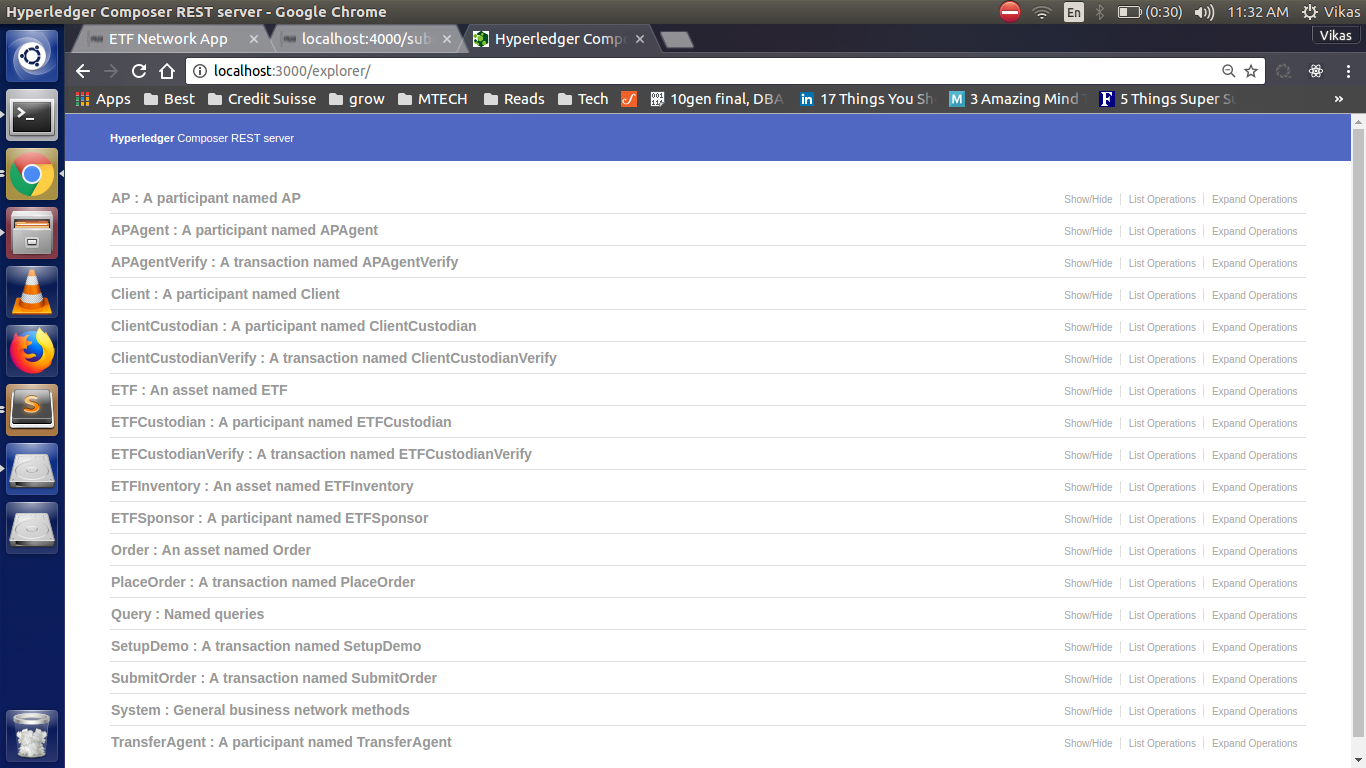 Hyperledger Composer REST server - Google Chrome
En
(0:30)
11:32 AM
Vikas
ETF Network App
localhost:4000/sub
Hyperledger Comp
Vikas
localhost:3000/explorer/
Apps
Best
Credit Suisse
grow
MTECH
Reads
Tech
10gen final, DBA
17 Things You Sh
3 Amazing Mind
5 Things Super Su
»
Hyperledger Composer REST server
AP : A participant named AP Show/Hide List Operations Expand Operations
APAgent : A participant named APAgent Show/Hide List Operations Expand Operations
APAgentVerify : A transaction named APAgentVerify Show/Hide List Operations Expand Operations
Client : A participant named Client Show/Hide List Operations Expand Operations
ClientCustodian : A participant named ClientCustodian Show/Hide List Operations Expand Operations
ClientCustodianVerify : A transaction named ClientCustodianVerify Show/Hide List Operations Expand Operations
ETF : An asset named ETF Show/Hide List Operations Expand Operations
ETFCustodian : A participant named ETFCustodian Show/Hide List Operations Expand Operations
ETFCustodianVerify : A transaction named ETFCustodianVerify Show/Hide List Operations Expand Operations
ETFInventory : An asset named ETFInventory Show/Hide List Operations Expand Operations
ETFSponsor : A participant named ETFSponsor Show/Hide List Operations Expand Operations
Order : An asset named Order Show/Hide List Operations Expand Operations
PlaceOrder : A transaction named PlaceOrder Show/Hide List Operations Expand Operations
Query : Named queries Show/Hide List Operations Expand Operations
SetupDemo : A transaction named SetupDemo Show/Hide List Operations Expand Operations
SubmitOrder : A transaction named SubmitOrder Show/Hide List Operations Expand Operations
System : General business network methods Show/Hide List Operations Expand Operations
TransferAgent : A participant named TransferAgent Show/Hide List Operations Expand Operations